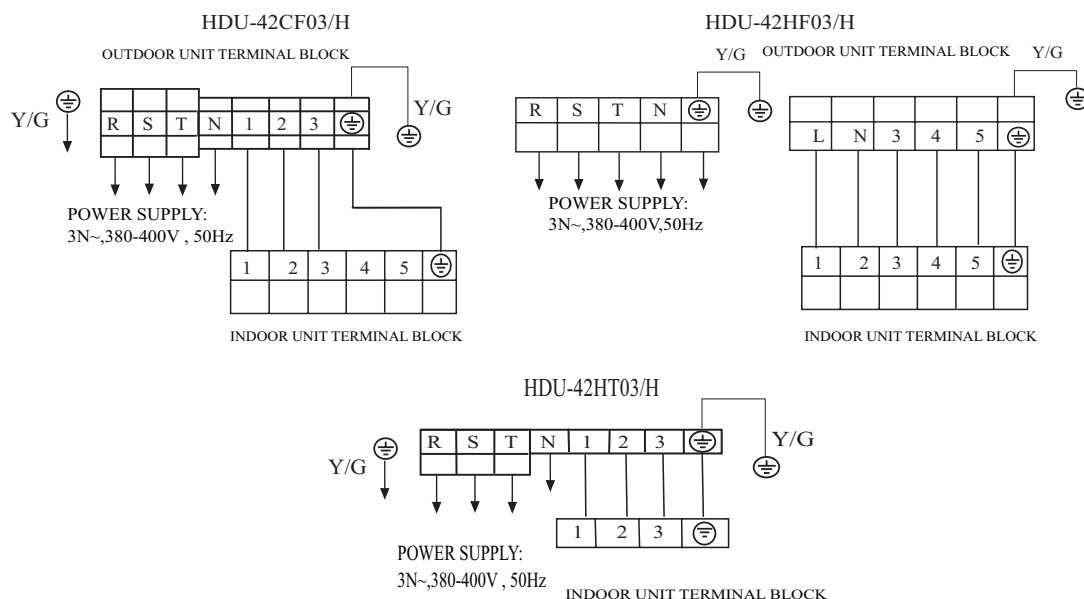 HDU-42CF03/H
OUTDOOR UNIT TERMINAL BLOCK
Y/G
R S T N 1 2 3
Y/G
POWER SUPPLY:
3N~,380-400V , 50Hz
1 2 3 4 5
INDOOR UNIT TERMINAL BLOCK
HDU-42HF03/H
OUTDOOR UNIT TERMINAL BLOCK
Y/G
Y/G
R S T N
L N 3 4 5
POWER SUPPLY:
3N~,380-400V,50Hz
1 2 3 4 5
INDOOR UNIT TERMINAL BLOCK
HDU-42HT03/H
R S T N 1 2 3
Y/G
Y/G
1 2 3
POWER SUPPLY:
3N~,380-400V , 50Hz
INDOOR UNIT TERMINAL BLOCK